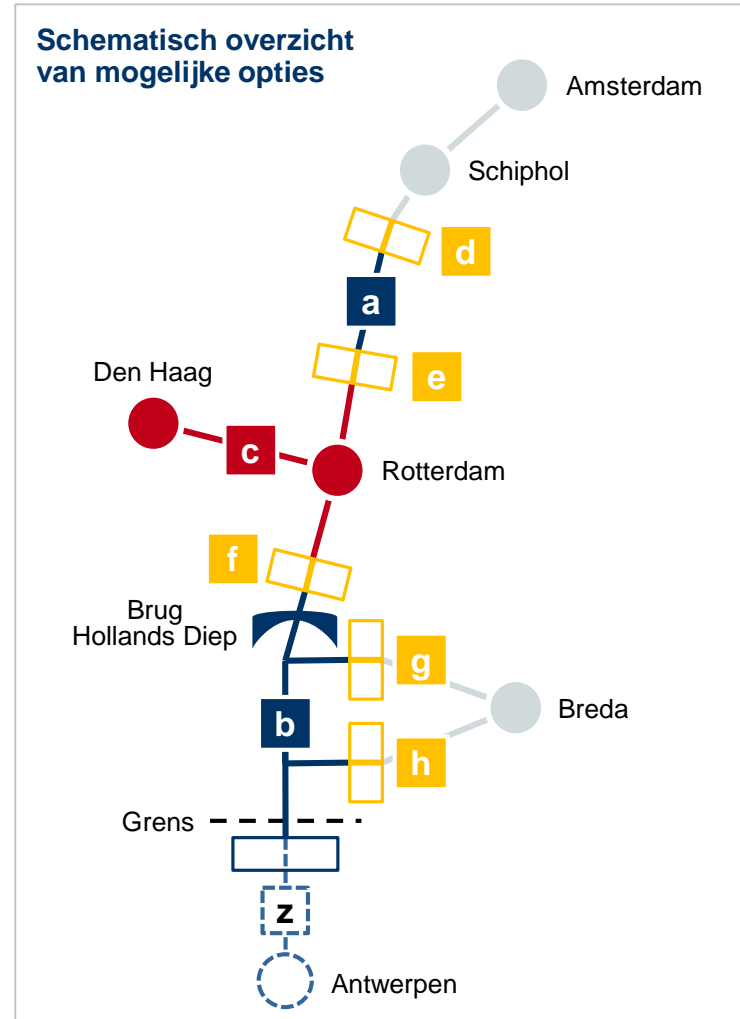 Schematisch overzicht
van mogelijke opties
Amsterdam
Schiphol
d
a
Den Haag
e
c
Rotterdam
f
Brug
Hollands Diep
g
b
Breda
h
Grens
z
Antwerpen